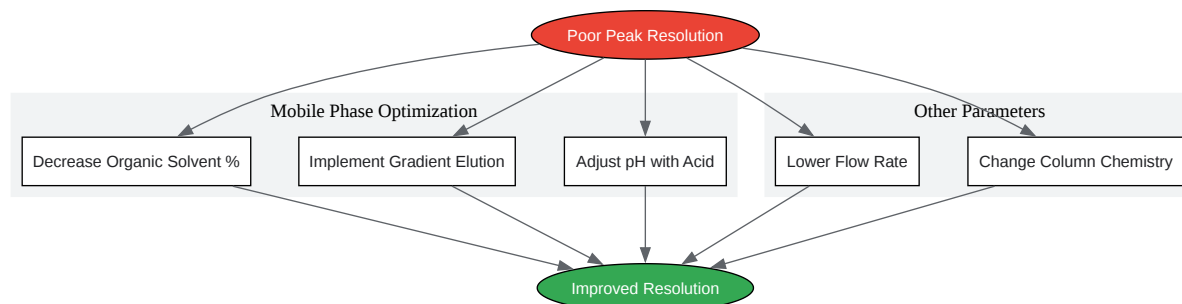 Poor Peak Resolution
Mobile Phase Optimization
Other Parameters
Decrease Organic Solvent %
Implement Gradient Elution
Adjust pH with Acid
Lower Flow Rate
Change Column Chemistry
Improved Resolution